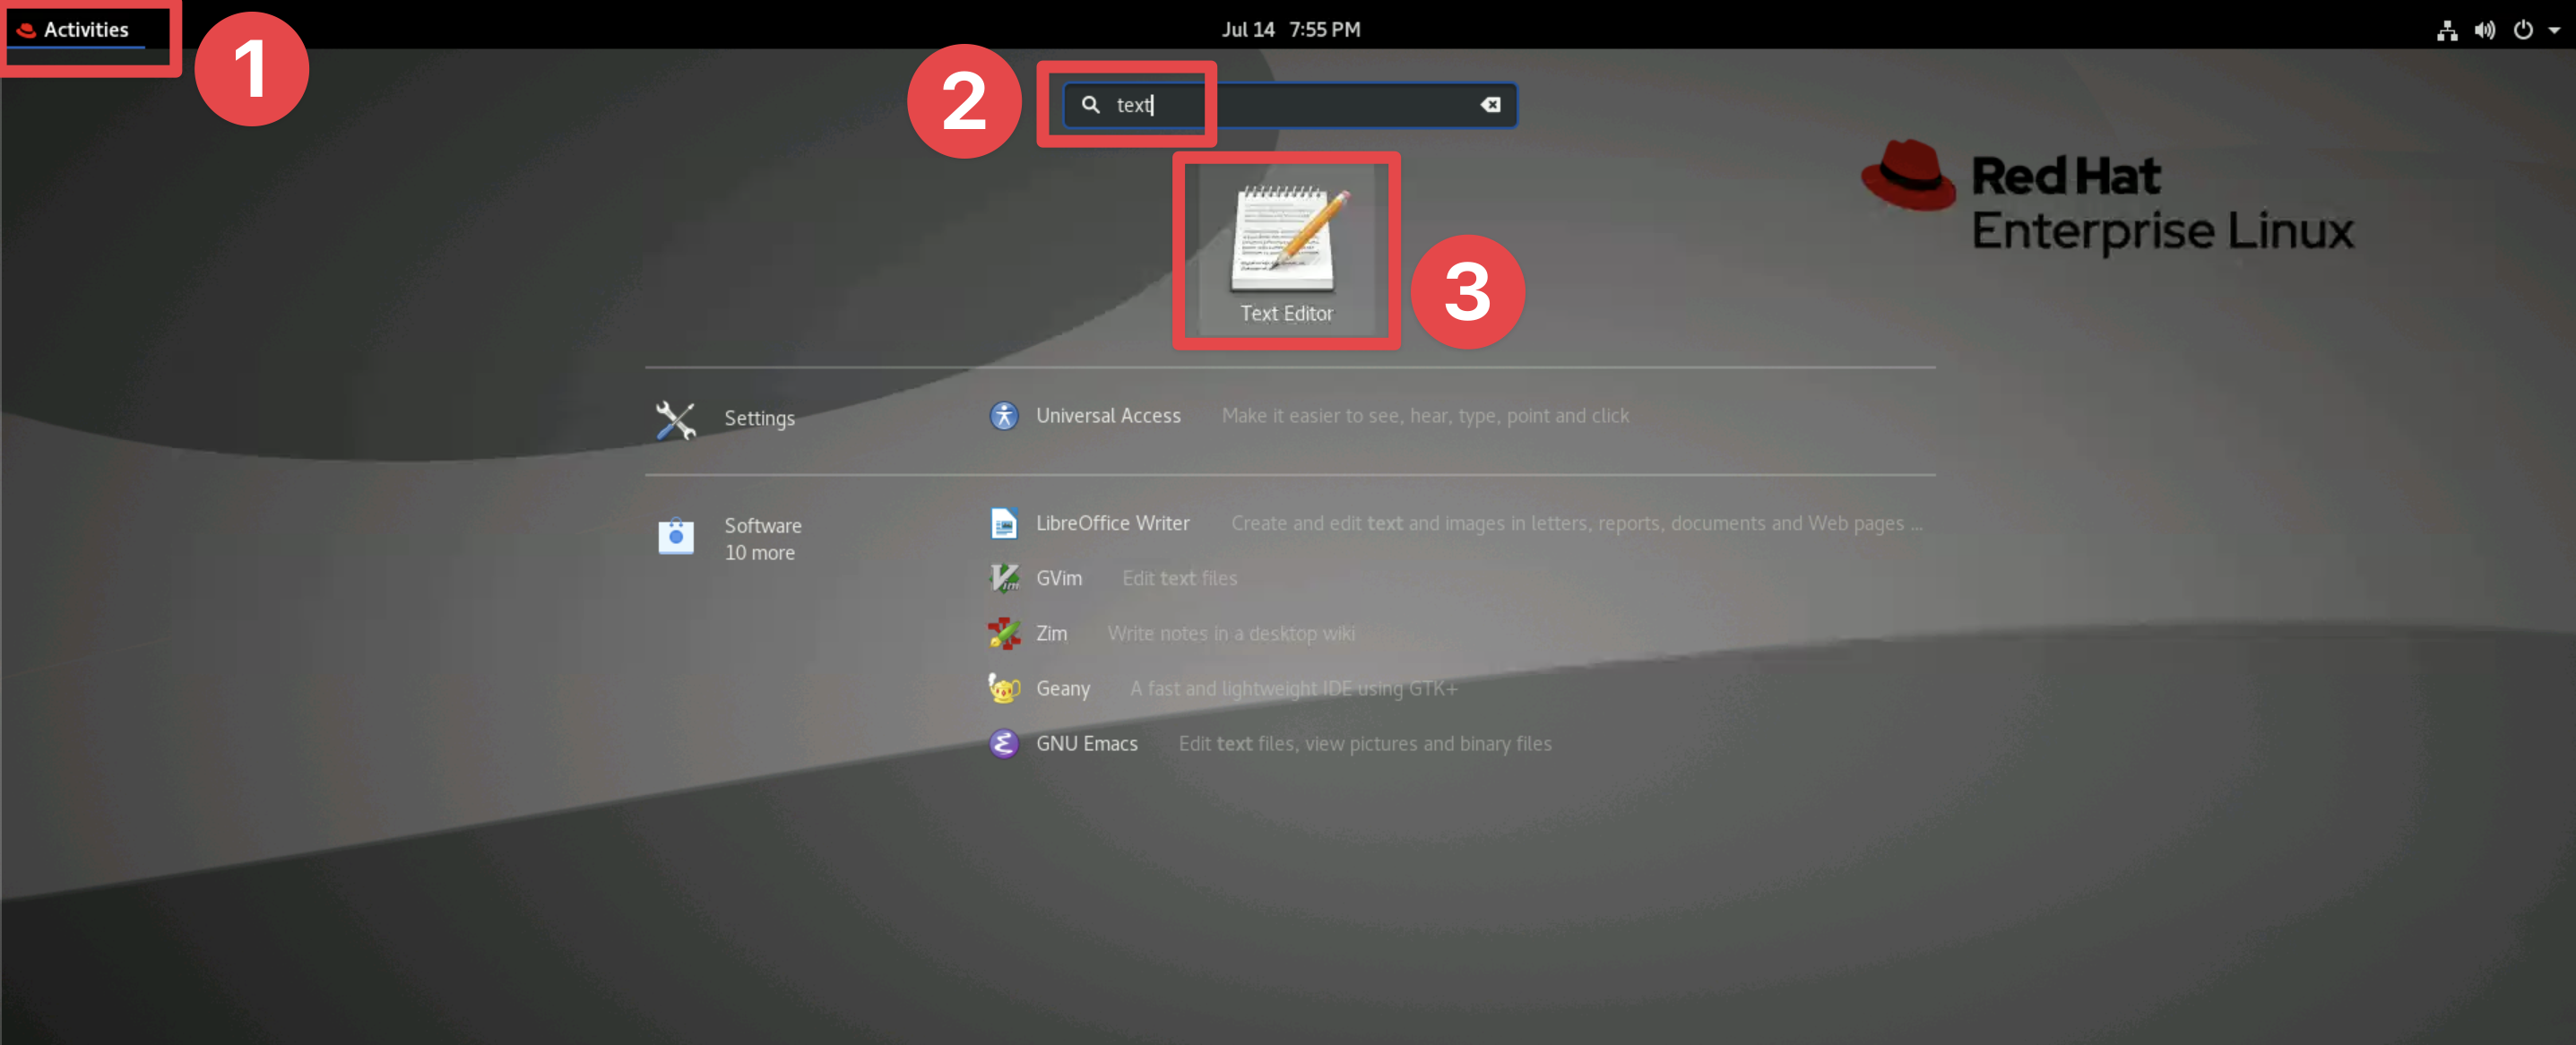 Activities
1
Jul 14 7:55 PM
2
text
Red Hat
Enterprise Linux
3
Text Editor
Settings
Universal Access Make it easier to see, hear, type, point and click
Software
10 more
LibreOffice Writer Create and edit text and images in letters, reports, documents and Web pages ...
GVim Edit text files
Zim Write notes in a desktop wiki
Geany A fast and lightweight IDE using GTK+
GNU Emacs Edit text files, view pictures and binary files